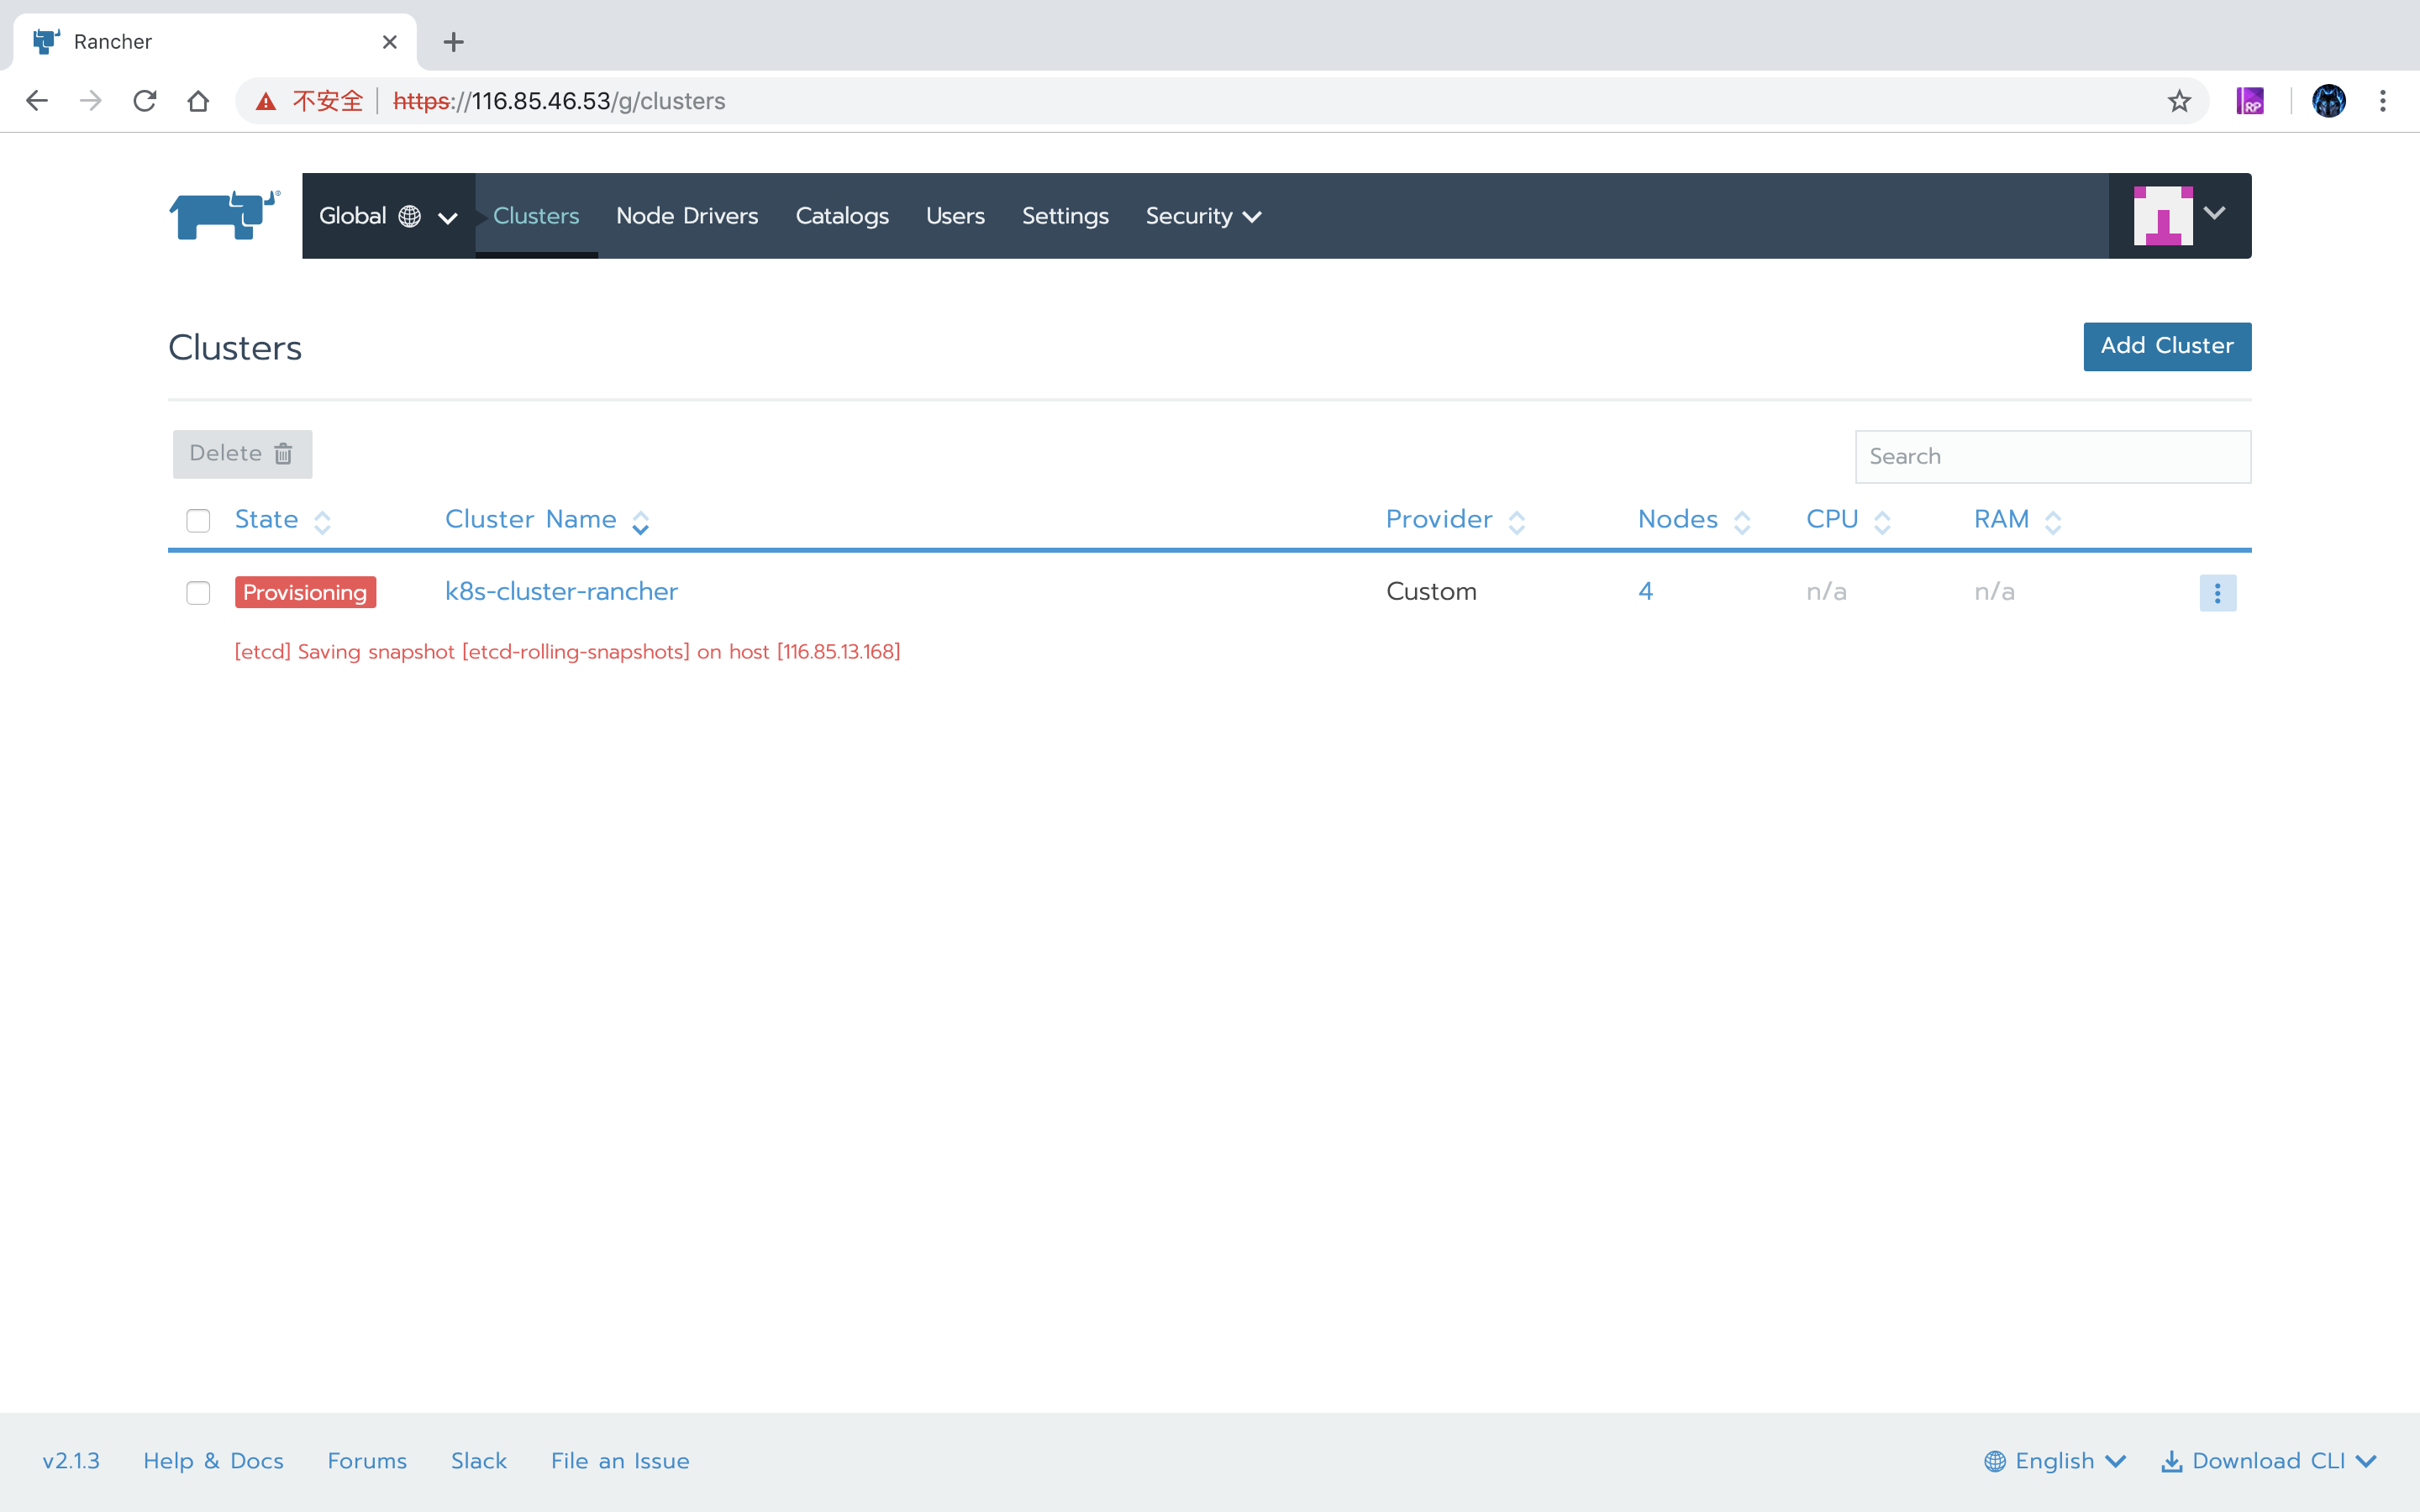 Rancher
不安全 https://116.85.46.53/g/clusters
RP
Global Clusters Node Drivers Catalogs Users Settings Security
Clusters
Add Cluster
Delete
Search
State Cluster Name Provider Nodes CPU RAM
Provisioning k8s-cluster-rancher Custom 4 n/a n/a
[etcd] Saving snapshot [etcd-rolling-snapshots] on host [116.85.13.168]
v2.1.3 Help & Docs Forums Slack File an Issue English Download CLI